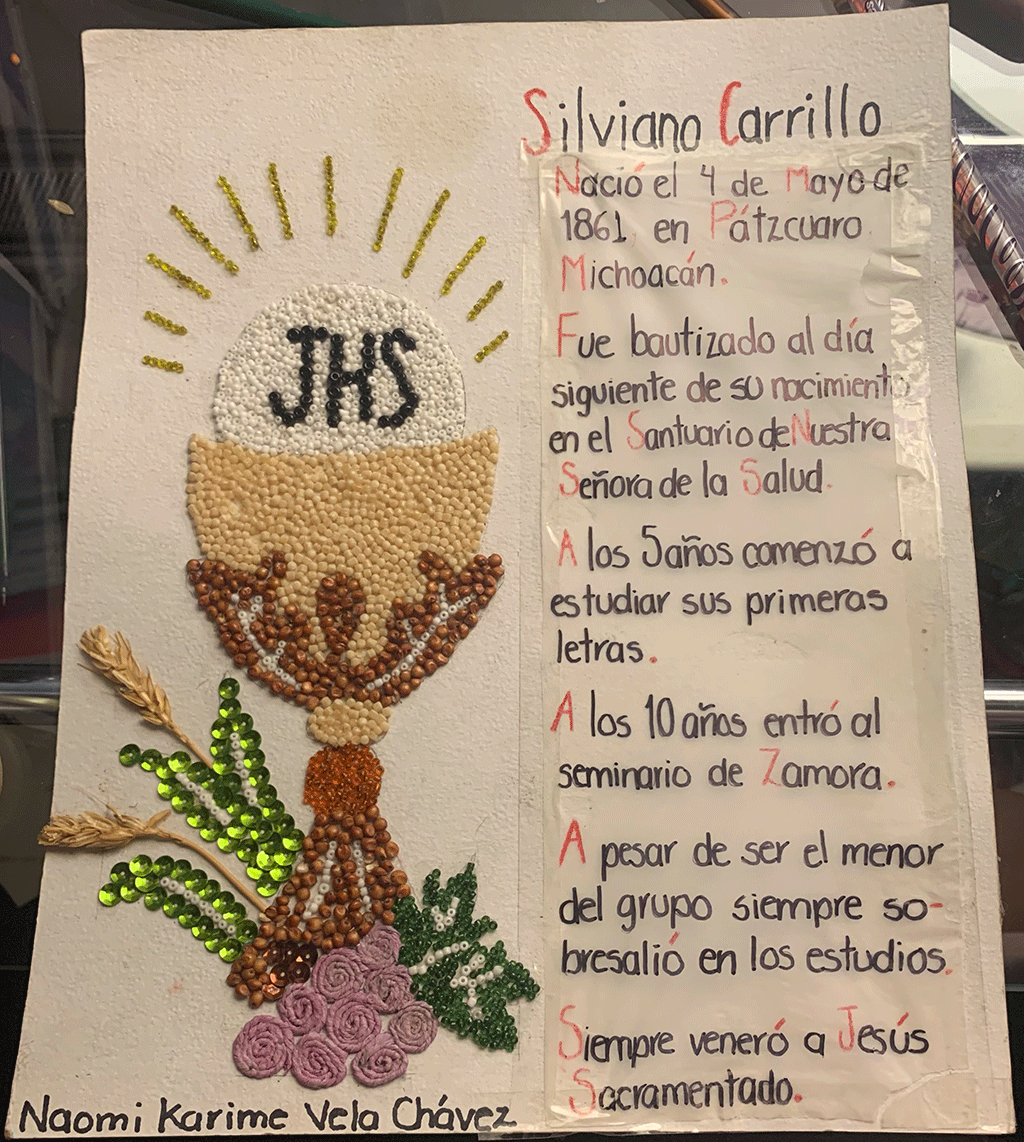 Silviano Carrillo
Nació el 4 de Mayo de
1861, en Pátzcuaro
Michoacán.
Fue bautizado al día
siguiente de su nacimiento
en el Santuario de Nuestra
Señora de la Salud.
A los 5 años comenzó a
estudiar sus primeras
letras.
A los 10 años entró al
seminario de Zamora.
A pesar de ser el menor
del grupo siempre so-
bresalió en los estudios.
Siempre veneró a Jesús
Sacramentado.
JHS
Naomi Karime Vela Chávez